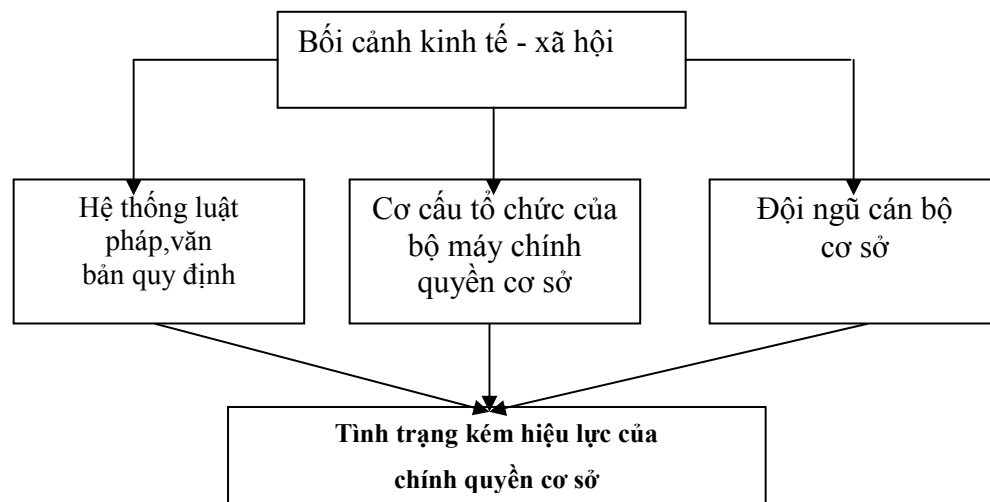 Bối cảnh kinh tế - xã hội
Hệ thống luật
pháp,văn
bản quy định
Cơ cấu tổ chức của
bộ máy chính
quyền cơ sở
Đội ngũ cán bộ
cơ sở
Tình trạng kém hiệu lực của
chính quyền cơ sở